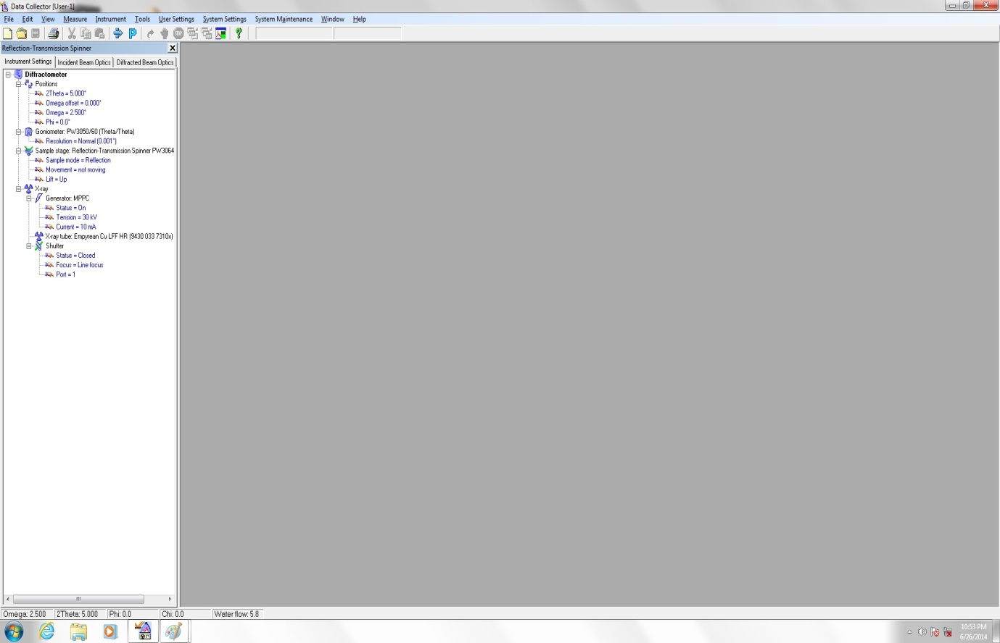 Data Collector [User-1]
File Edit View Measure Instrument Tools User Settings System Settings System Maintenance Window Help
Reflection-Transmission Spinner
Instrument Settings Incident Beam Optics Diffracted Beam Optics
Diffractometer
Positions
2Theta = 5.000°
Omega offset = 0.000°
Omega = 2.500°
Phi = 0.0°
Goniometer: PW3050/60 (Theta/Theta)
Resolution = Normal (0.001°)
Sample stage: Reflection-Transmission Spinner PW3064
Sample mode = Reflection
Movement = not moving
Lift = Up
X-ray
Generator: MPPC
Status = On
Tension = 30 kV
Current = 10 mA
X-ray tube: Empyrean Cu LFF HR (9430 033 7310x)
Shutter
Status = Closed
Focus = Line focus
Port = 1
Omega: 2.500 2Theta: 5.000 Phi: 0.0 Chi: 0.0 Water flow: 5.8
10:53 PM
6/26/2014